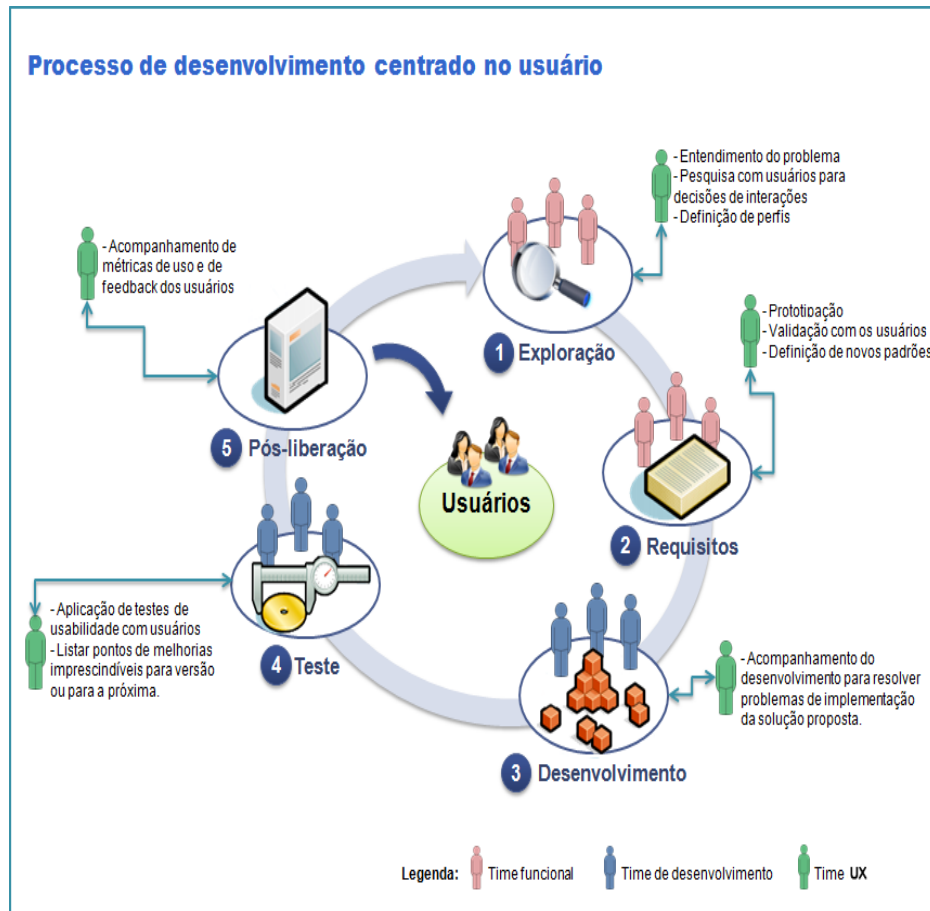 Processo de desenvolvimento centrado no usuário
- Entendimento do problema
- Pesquisa com usuários para
decisões de interações
- Definição de perfis
- Acompanhamento de
métricas de uso e de
feedback dos usuários
- Prototipação
- Validação com os usuários
- Definição de novos padrões
1 Exploração
5 Pós-liberação
Usuários
2 Requisitos
- Aplicação de testes de
usabilidade com usuários
- Listar pontos de melhorias
imprescindíveis para versão
ou para a próxima.
4 Teste
- Acompanhamento do
desenvolvimento para resolver
problemas de implementação
da solução proposta.
3 Desenvolvimento
Legenda: Time funcional Time de desenvolvimento Time UX